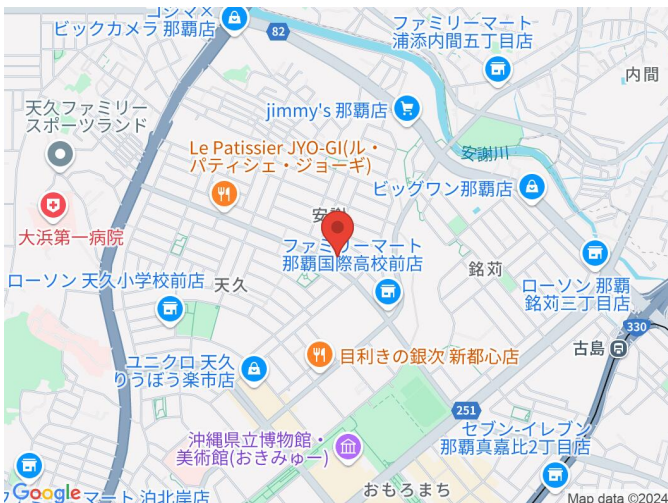 コジマ×
ビックカメラ 那覇店
82
ファミリーマート
浦添内間五丁目店
内間
天久ファミリー
スポーツランド
jimmy's 那覇店
Le Patissier JYO-GI(ル・
パティシェ・ジョーギ)
安謝川
ビッグワン那覇店
大浜第一病院
安謝
ファミリーマート
那覇国際高校前店
銘苅
ローソン 天久小学校前店
天久
ローソン 那覇
銘苅三丁目店
330
古島
目利きの銀次 新都心店
ユニクロ 天久
りうぼう楽市店
251
セブン-イレブン
那覇真嘉比2丁目店
沖縄県立博物館・
美術館(おきみゅー)
おもろまち
マート 泊北岸店
Google
Map data ©2024